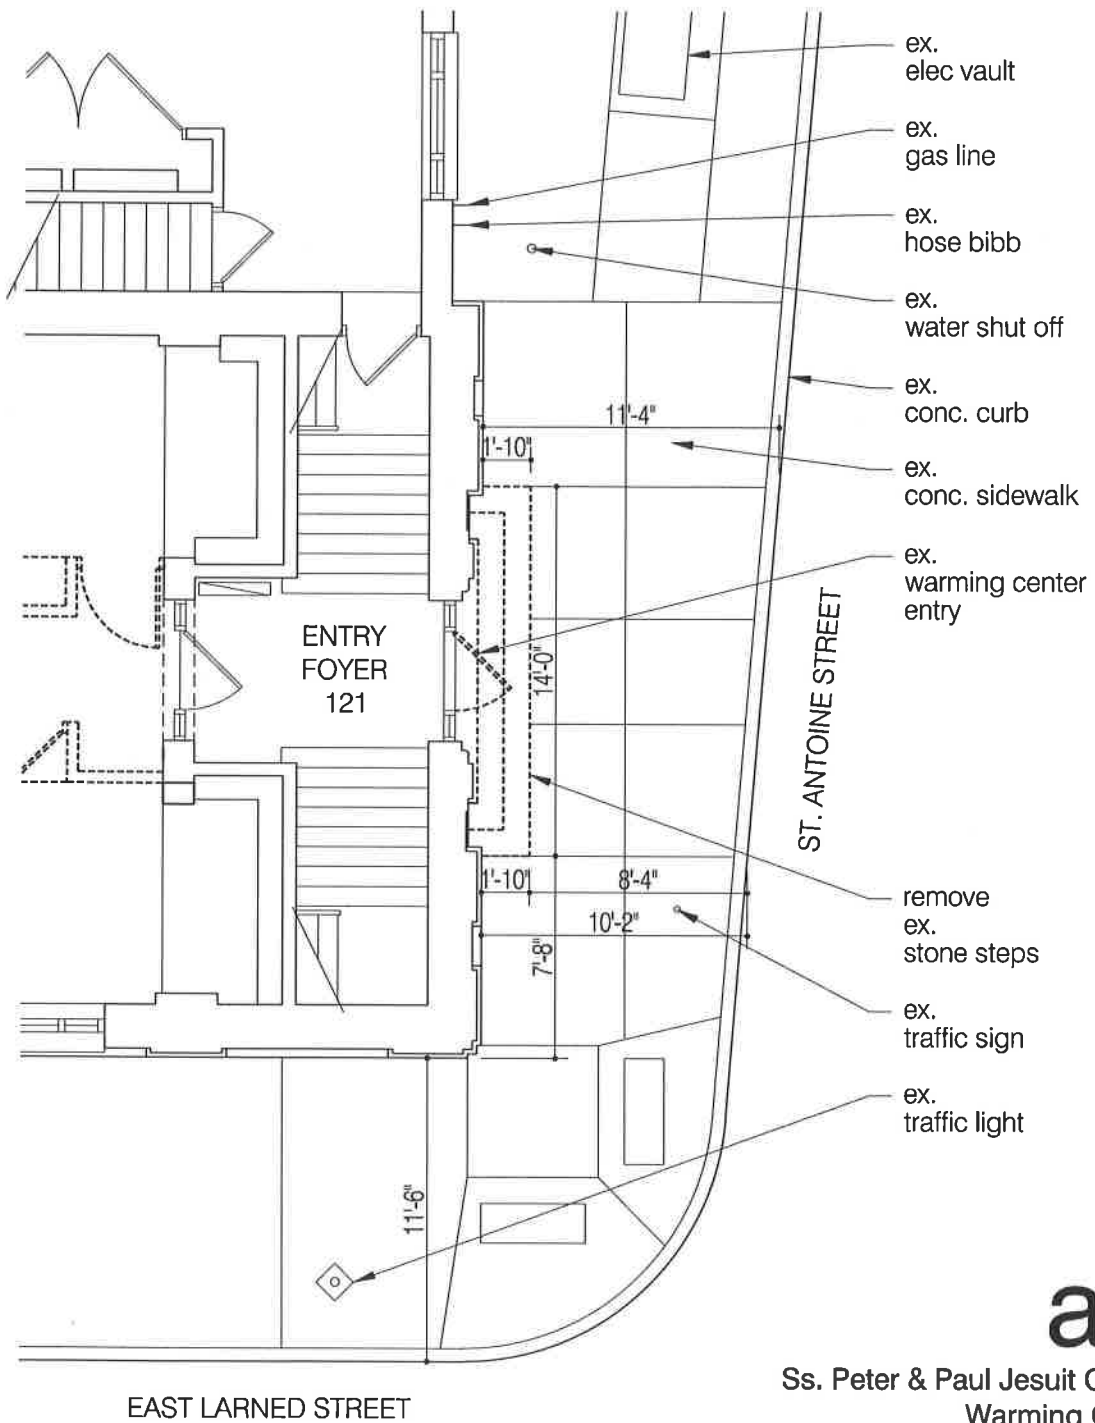 ex.
elec vault
ex.
gas line
ex.
hose bibb
ex.
water shut off
ex.
conc. curb
11'-4"
1'-10"
ex.
conc. sidewalk
ex.
warming center
entry
ENTRY
FOYER
121
14'-0"
ST. ANTOINE STREET
1'-10"
8'-4"
10'-2"
7'-8"
remove
ex.
stone steps
ex.
traffic sign
ex.
traffic light
11'-6"
a
Ss. Peter & Paul Jesuit
Warming
EAST LARNED STREET